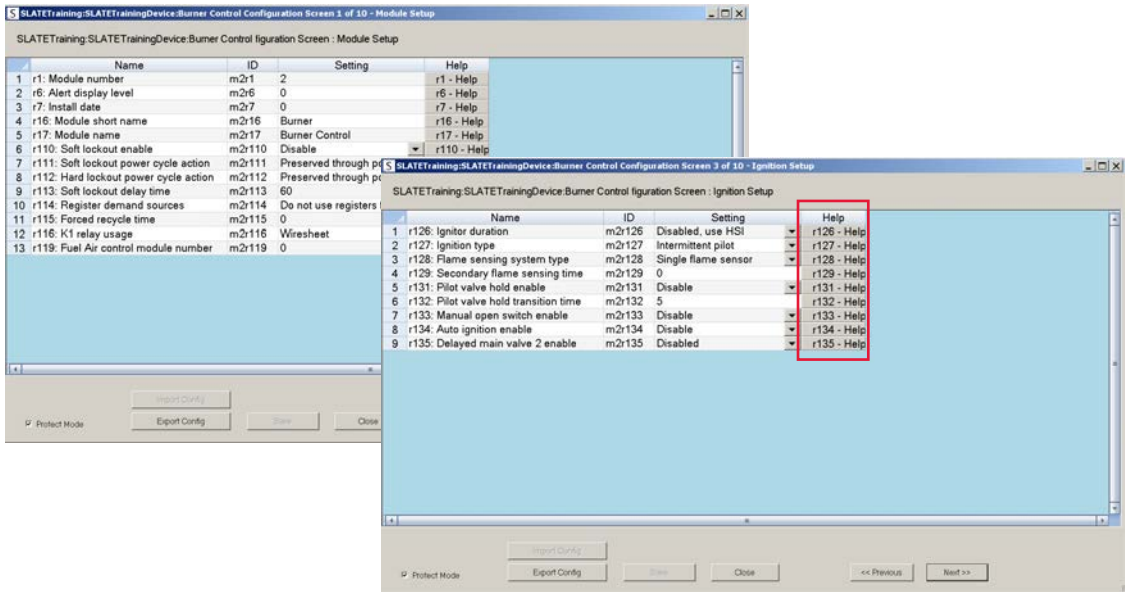 SLATETraining:SLATETrainingDevice:Burner Control Configuration Screen 1 of 10 - Module Setup
SLATETraining:SLATETrainingDevice:Burner Control figuration Screen : Module Setup
Name ID Setting Help
1 r1: Module number m2r1 2 r1 - Help
2 r6: Alert display level m2r6 0 r6 - Help
3 r7: Install date m2r7 0 r7 - Help
4 r16: Module short name m2r16 Burner r16 - Help
5 r17: Module name m2r17 Burner Control r17 - Help
6 r110: Soft lockout enable m2r110 Disable r110 - Help
7 r111: Soft lockout power cycle action m2r111 Preserved through
8 r112: Hard lockout power cycle action m2r112 Preserved through
9 r113: Soft lockout delay time m2r113 60
10 r114: Register demand sources m2r114 Do not use registers
11 r115: Forced recycle time m2r115 0
12 r116: K1 relay usage m2r116 Wiresheet
13 r119: Fuel Air control module number m2r119 0
Import Config
Protect Mode Export Config Save Close
SLATETraining:SLATETrainingDevice:Burner Control Configuration Screen 3 of 10 - Ignition Setup
SLATETraining:SLATETrainingDevice:Burner Control figuration Screen : Ignition Setup
Name ID Setting Help
1 r126: Ignitor duration m2r126 Disabled, use HSI r126 - Help
2 r127: Ignition type m2r127 Intermittent pilot r127 - Help
3 r128: Flame sensing system type m2r128 Single flame sensor r128 - Help
4 r129: Secondary flame sensing time m2r129 0 r129 - Help
5 r131: Pilot valve hold enable m2r131 Disable r131 - Help
6 r132: Pilot valve hold transition time m2r132 5 r132 - Help
7 r133: Manual open switch enable m2r133 Disable r133 - Help
8 r134: Auto ignition enable m2r134 Disable r134 - Help
9 r135: Delayed main valve 2 enable m2r135 Disabled r135 - Help
Import Config
Protect Mode Export Config Save Close << Previous Next >>